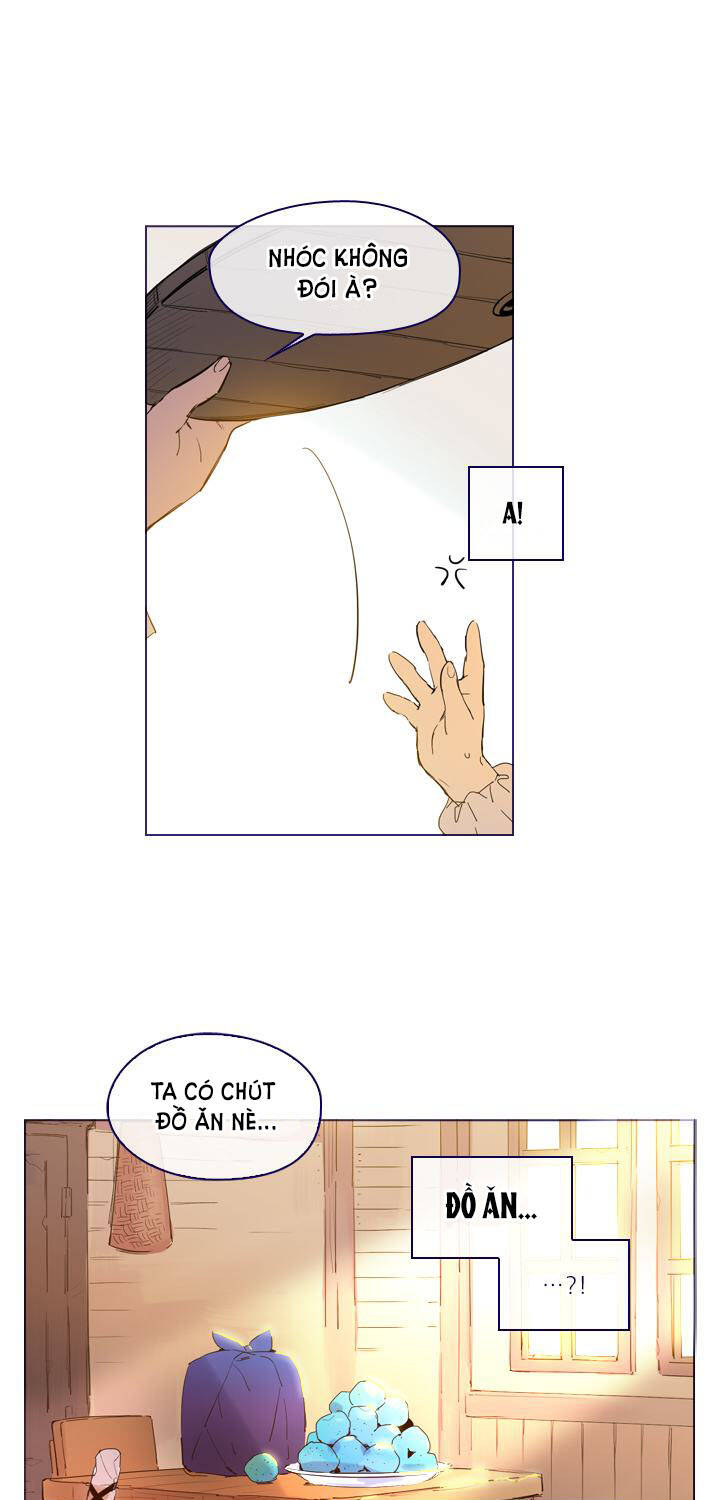 NHÓC KHÔNG
ĐÓI À?
A!
TA CÓ CHÚT
ĐỒ ĂN NÈ...
ĐỒ ĂN...
...?!